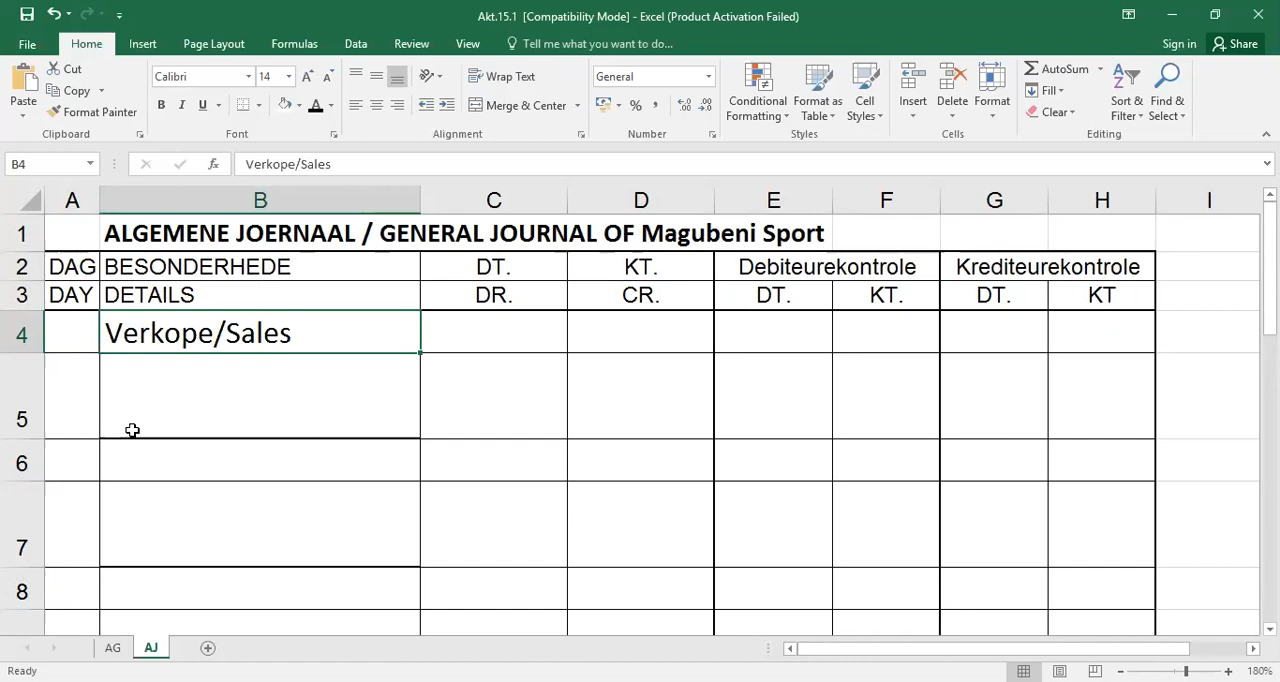 Akt.15.1 [Compatibility Mode] - Excel (Product Activation Failed)
File Home Insert Page Layout Formulas Data Review View Tell me what you want to do... Sign in Share
Paste
Cut
Copy
Format Painter
Clipboard
Calibri 14 A A
B I U A
Font
Wrap Text
Merge & Center
Alignment
General
% , .00 .0
Number
Conditional Formatting
Format as Table
Cell Styles
Styles
Insert Delete Format
Cells
AutoSum
Fill
Clear
Sort & Filter
Find & Select
Editing
B4 fx Verkope/Sales
A B C D E F G H I
1 ALGEMENE JOERNAAL / GENERAL JOURNAL OF Magubeni Sport
2 DAG BESONDERHEDE DT. KT. Debiteurekontrole Krediteurekontrole
3 DAY DETAILS DR. CR. DT. KT. DT. KT
4 Verkope/Sales
5
6
7
8
AG AJ
Ready 180%